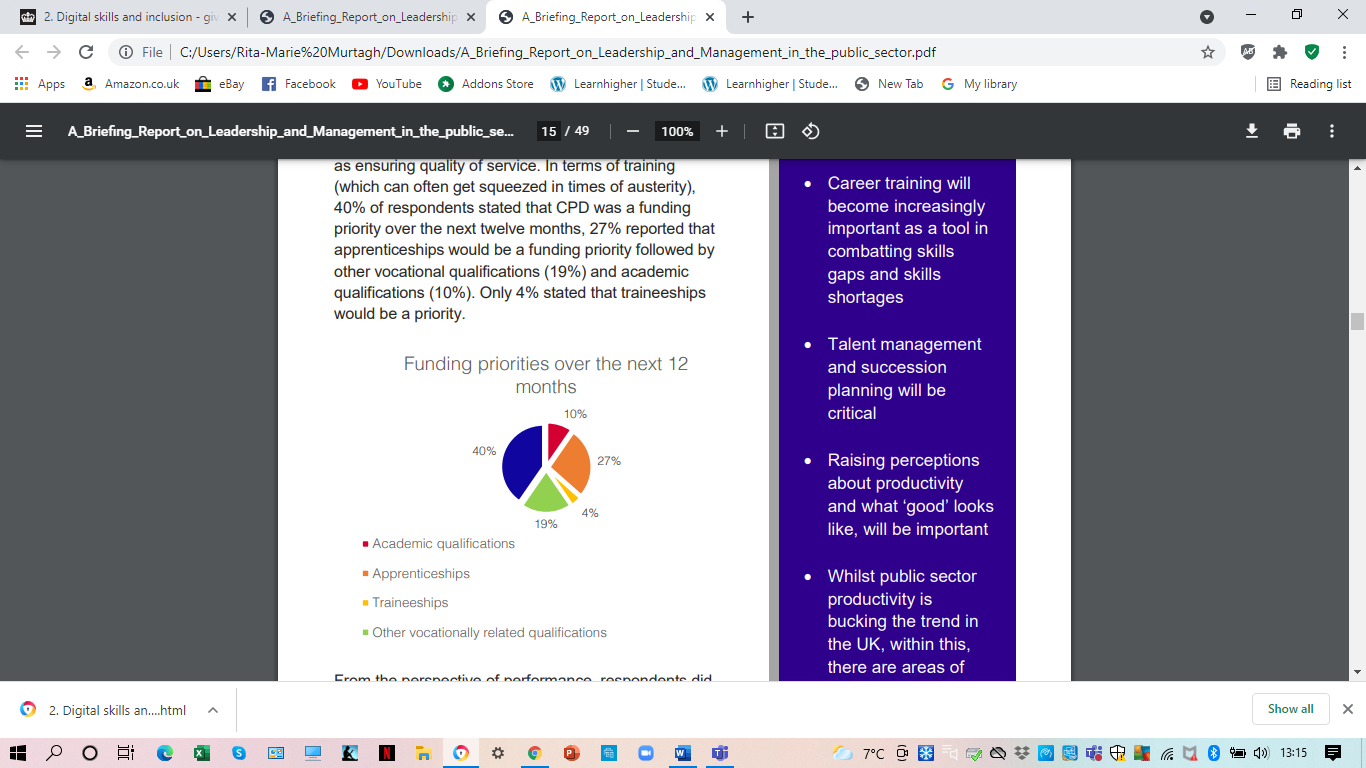 2. Digital skills and inclusion - giv
A_Briefing_Report_on_Leadership
A_Briefing_Report_on_Leadership
File
C:/Users/Rita-Marie%20Murtagh/Downloads/A_Briefing_Report_on_Leadership_and_Management_in_the_public_sector.pdf
Apps
Amazon.co.uk
eBay
Facebook
YouTube
Addons Store
Learnhigher | Stude...
Learnhigher | Stude...
New Tab
My library
Reading list
A_Briefing_Report_on_Leadership_and_Management_in_the_public_se...
15 / 49
100%
as ensuring quality of service. In terms of training
(which can often get squeezed in times of austerity),
40% of respondents stated that CPD was a funding
priority over the next twelve months, 27% reported that
apprenticeships would be a funding priority followed by
other vocational qualifications (19%) and academic
qualifications (10%). Only 4% stated that traineeships
would be a priority.
Funding priorities over the next 12
months
10%
40%
27%
4%
19%
Academic qualifications
Apprenticeships
Traineeships
Other vocationally related qualifications
From the perspective of performance, respondents did
• Career training will
become increasingly
important as a tool in
combatting skills
gaps and skills
shortages
• Talent management
and succession
planning will be
critical
• Raising perceptions
about productivity
and what ‘good’ looks
like, will be important
• Whilst public sector
productivity is
bucking the trend in
the UK, within this,
there are areas of
2. Digital skills an....html
Show all
7°C
13:15